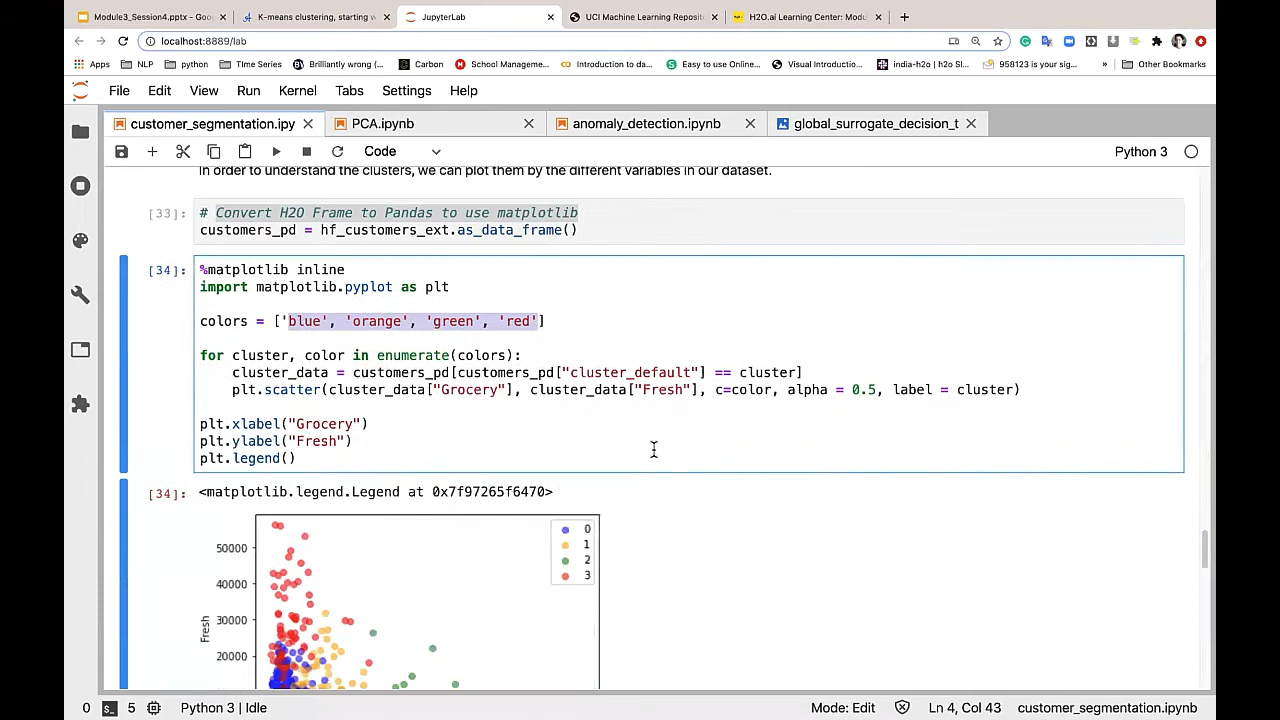 Module3_Session4.pptx - Goo
K-means clustering, starting w
JupyterLab
UCI Machine Learning Reposito
H2O.ai Learning Center: Modu
localhost:8889/lab
Apps
NLP
python
TIme Series
Brilliantly wrong (...
Carbon
School Manageme...
Introduction to da...
Easy to use Online...
Visual Introductio...
india-h2o | h2o Sl...
958123 is your sig...
»
Other Bookmarks
File Edit View Run Kernel Tabs Settings Help
customer_segmentation.ipy
PCA.ipynb
anomaly_detection.ipynb
global_surrogate_decision_t
Code
Python 3
In order to understand the clusters, we can plot them by the different variables in our dataset.
[33]:
# Convert H2O Frame to Pandas to use matplotlib
customers_pd = hf_customers_ext.as_data_frame()
[34]:
%matplotlib inline
import matplotlib.pyplot as plt
colors = ['blue', 'orange', 'green', 'red']
for cluster, color in enumerate(colors):
cluster_data = customers_pd[customers_pd["cluster_default"] == cluster]
plt.scatter(cluster_data["Grocery"], cluster_data["Fresh"], c=color, alpha = 0.5, label = cluster)
plt.xlabel("Grocery")
plt.ylabel("Fresh")
plt.legend()
[34]:
<matplotlib.legend.Legend at 0x7f97265f6470>
0
1
2
3
50000
40000
30000
20000
Fresh
0
5
Python 3 | Idle
Mode: Edit
Ln 4, Col 43
customer_segmentation.ipynb